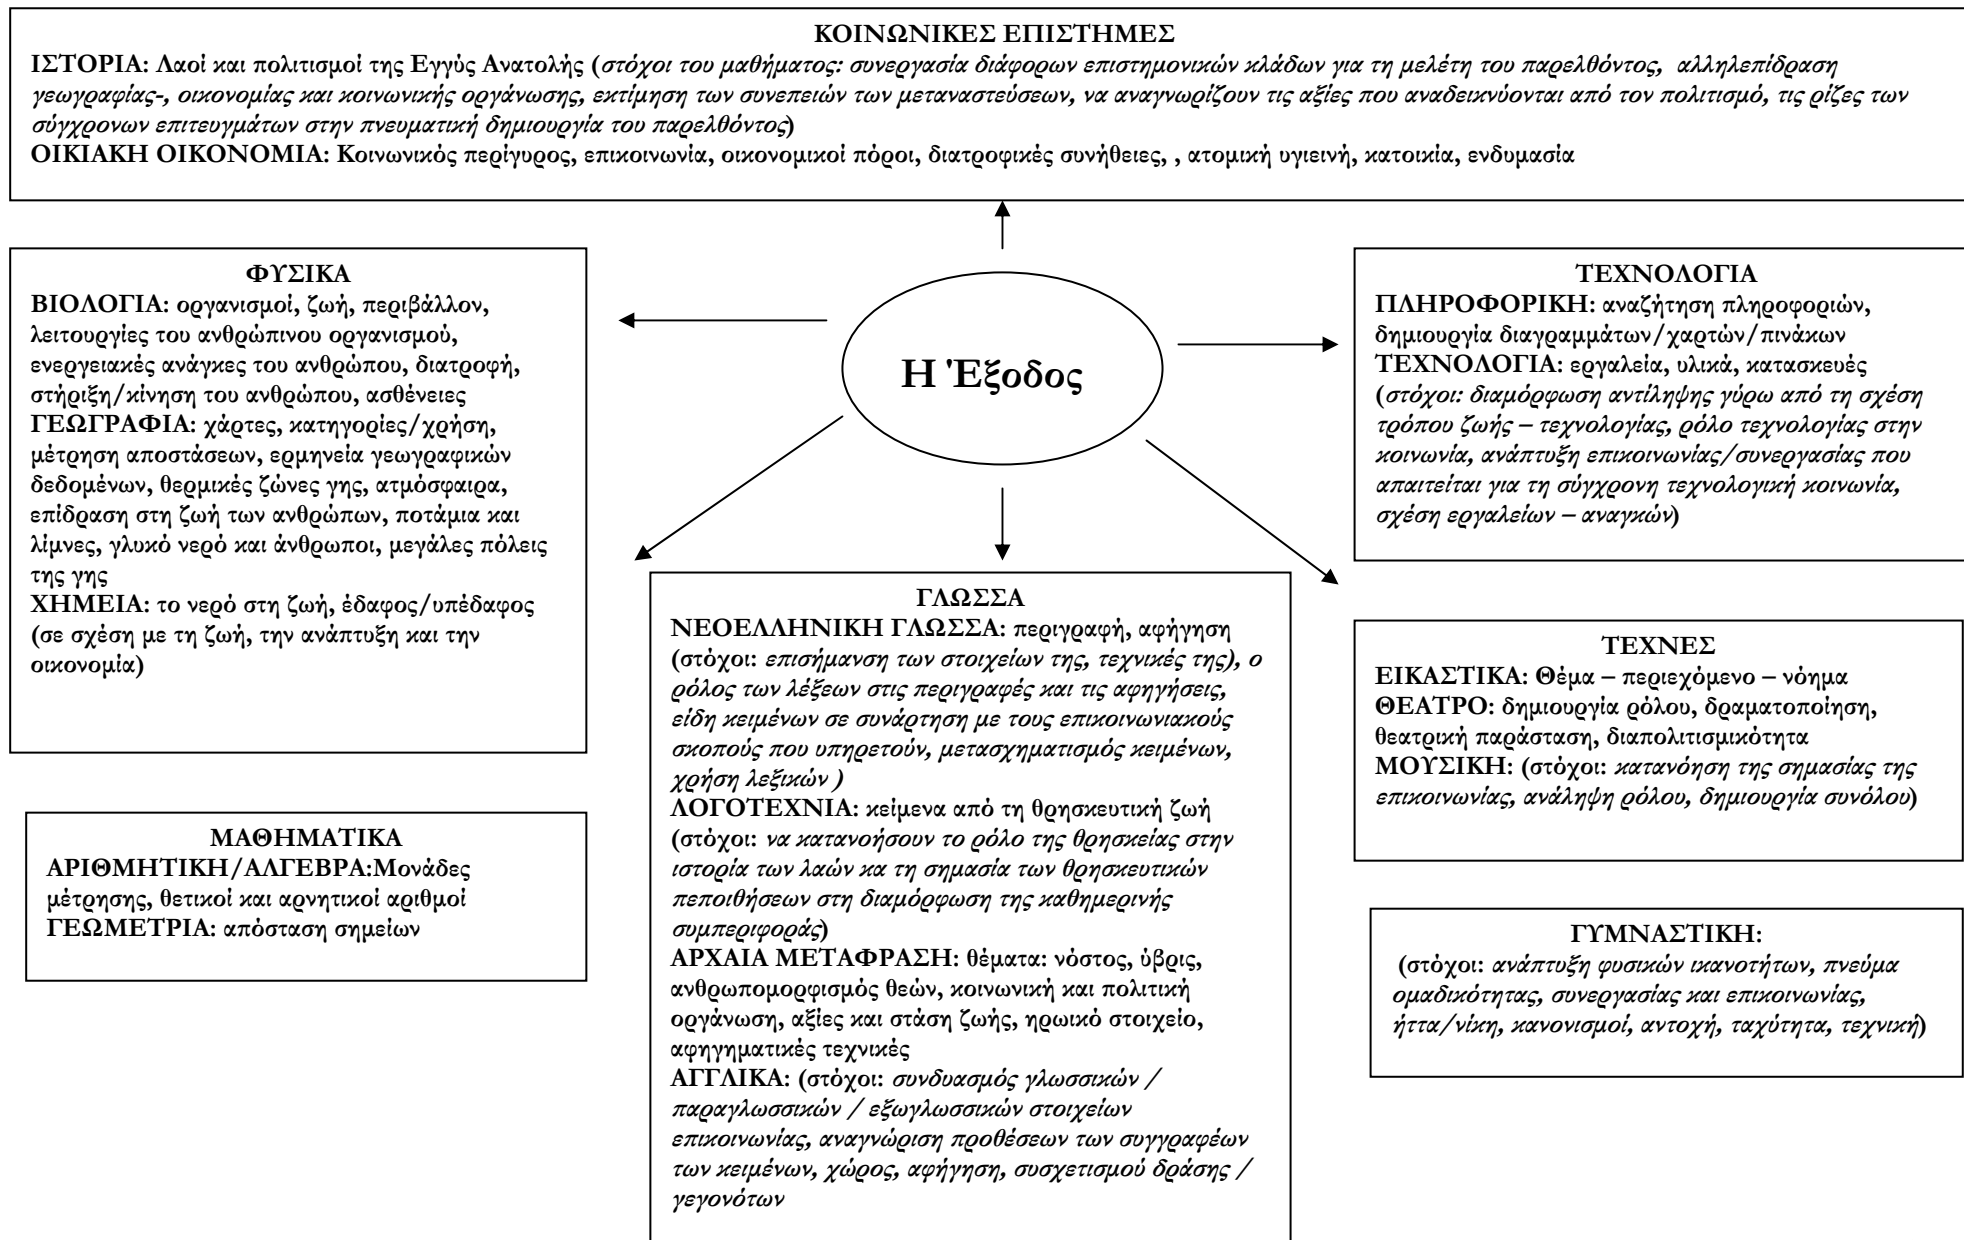 ΚΟΙΝΩΝΙΚΕΣ ΕΠΙΣΤΗΜΕΣ
ΙΣΤΟΡΙΑ: Λαοί και πολιτισμοί της Εγγύς Ανατολής (στόχοι του μαθήματος: συνεργασία διάφορων επιστημονικών κλάδων για τη μελέτη του παρελθόντος, αλληλεπίδραση
γεωγραφίας-, οικονομίας και κοινωνικής οργάνωσης, εκτίμηση των συνεπειών των μεταναστεύσεων, να αναγνωρίζουν τις αξίες που αναδεικνύονται από τον πολιτισμό, τις ρίζες των
σύγχρονων επιτευγμάτων στην πνευματική δημιουργία του παρελθόντος)
ΟΙΚΙΑΚΗ ΟΙΚΟΝΟΜΙΑ: Κοινωνικός περίγυρος, επικοινωνία, οικονομικοί πόροι, διατροφικές συνήθειες, , ατομική υγιεινή, κατοικία, ενδυμασία
ΦΥΣΙΚΑ
ΒΙΟΛΟΓΙΑ: οργανισμοί, ζωή, περιβάλλον,
λειτουργίες του ανθρώπινου οργανισμού,
ενεργειακές ανάγκες του ανθρώπου, διατροφή,
στήριξη/κίνηση του ανθρώπου, ασθένειες
ΓΕΩΓΡΑΦΙΑ: χάρτες, κατηγορίες/χρήση,
μέτρηση αποστάσεων, ερμηνεία γεωγραφικών
δεδομένων, θερμικές ζώνες γης, ατμόσφαιρα,
επίδραση στη ζωή των ανθρώπων, ποτάμια και
λίμνες, γλυκό νερό και άνθρωποι, μεγάλες πόλεις
της γης
ΧΗΜΕΙΑ: το νερό στη ζωή, έδαφος/υπέδαφος
(σε σχέση με τη ζωή, την ανάπτυξη και την
οικονομία)
Η Έξοδος
ΤΕΧΝΟΛΟΓΙΑ
ΠΛΗΡΟΦΟΡΙΚΗ: αναζήτηση πληροφοριών,
δημιουργία διαγραμμάτων/χαρτών/πινάκων
ΤΕΧΝΟΛΟΓΙΑ: εργαλεία, υλικά, κατασκευές
(στόχοι: διαμόρφωση αντίληψης γύρω από τη σχέση
τρόπου ζωής – τεχνολογίας, ρόλο τεχνολογίας στην
κοινωνία, ανάπτυξη επικοινωνίας/συνεργασίας που
απαιτείται για τη σύγχρονη τεχνολογική κοινωνία,
σχέση εργαλείων – αναγκών)
ΜΑΘΗΜΑΤΙΚΑ
ΑΡΙΘΜΗΤΙΚΗ/ΑΛΓΕΒΡΑ:Μονάδες
μέτρησης, θετικοί και αρνητικοί αριθμοί
ΓΕΩΜΕΤΡΙΑ: απόσταση σημείων
ΓΛΩΣΣΑ
ΝΕΟΕΛΛΗΝΙΚΗ ΓΛΩΣΣΑ: περιγραφή, αφήγηση
(στόχοι: επισήμανση των στοιχείων της, τεχνικές της), ο
ρόλος των λέξεων στις περιγραφές και τις αφηγήσεις,
είδη κειμένων σε συνάρτηση με τους επικοινωνιακούς
σκοπούς που υπηρετούν, μετασχηματισμός κειμένων,
χρήση λεξικών )
ΛΟΓΟΤΕΧΝΙΑ: κείμενα από τη θρησκευτική ζωή
(στόχοι: να κατανοήσουν το ρόλο της θρησκείας στην
ιστορία των λαών κα τη σημασία των θρησκευτικών
πεποιθήσεων στη διαμόρφωση της καθημερινής
συμπεριφοράς)
ΑΡΧΑΙΑ ΜΕΤΑΦΡΑΣΗ: θέματα: νόστος, ύβρις,
ανθρωπομορφισμός θεών, κοινωνική και πολιτική
οργάνωση, αξίες και στάση ζωής, ηρωικό στοιχείο,
αφηγηματικές τεχνικές
ΑΓΓΛΙΚΑ: (στόχοι: συνδυασμός γλωσσικών /
παραγλωσσικών / εξωγλωσσικών στοιχείων
επικοινωνίας, αναγνώριση προθέσεων των συγγραφέων
των κειμένων, χώρος, αφήγηση, συσχετισμού δράσης /
γεγονότων
ΤΕΧΝΕΣ
ΕΙΚΑΣΤΙΚΑ: Θέμα – περιεχόμενο – νόημα
ΘΕΑΤΡΟ: δημιουργία ρόλου, δραματοποίηση,
θεατρική παράσταση, διαπολιτισμικότητα
ΜΟΥΣΙΚΗ: (στόχοι: κατανόηση της σημασίας της
επικοινωνίας, ανάληψη ρόλου, δημιουργία συνόλου)
ΓΥΜΝΑΣΤΙΚΗ:
(στόχοι: ανάπτυξη φυσικών ικανοτήτων, πνεύμα
ομαδικότητας, συνεργασίας και επικοινωνίας,
ήττα/νίκη, κανονισμοί, αντοχή, ταχύτητα, τεχνική)